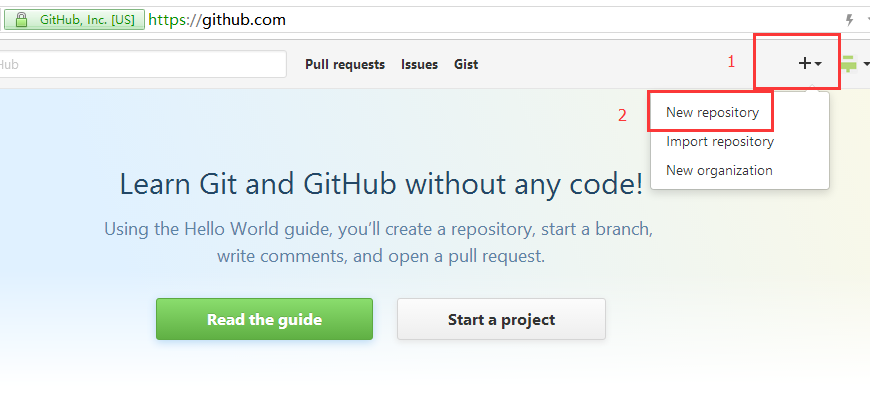 GitHub, Inc. [US] https://github.com
Hub Pull requests Issues Gist 1 +
2 New repository
Import repository
New organization
Learn Git and GitHub without any code!
Using the Hello World guide, you’ll create a repository, start a branch,
write comments, and open a pull request.
Read the guide Start a project